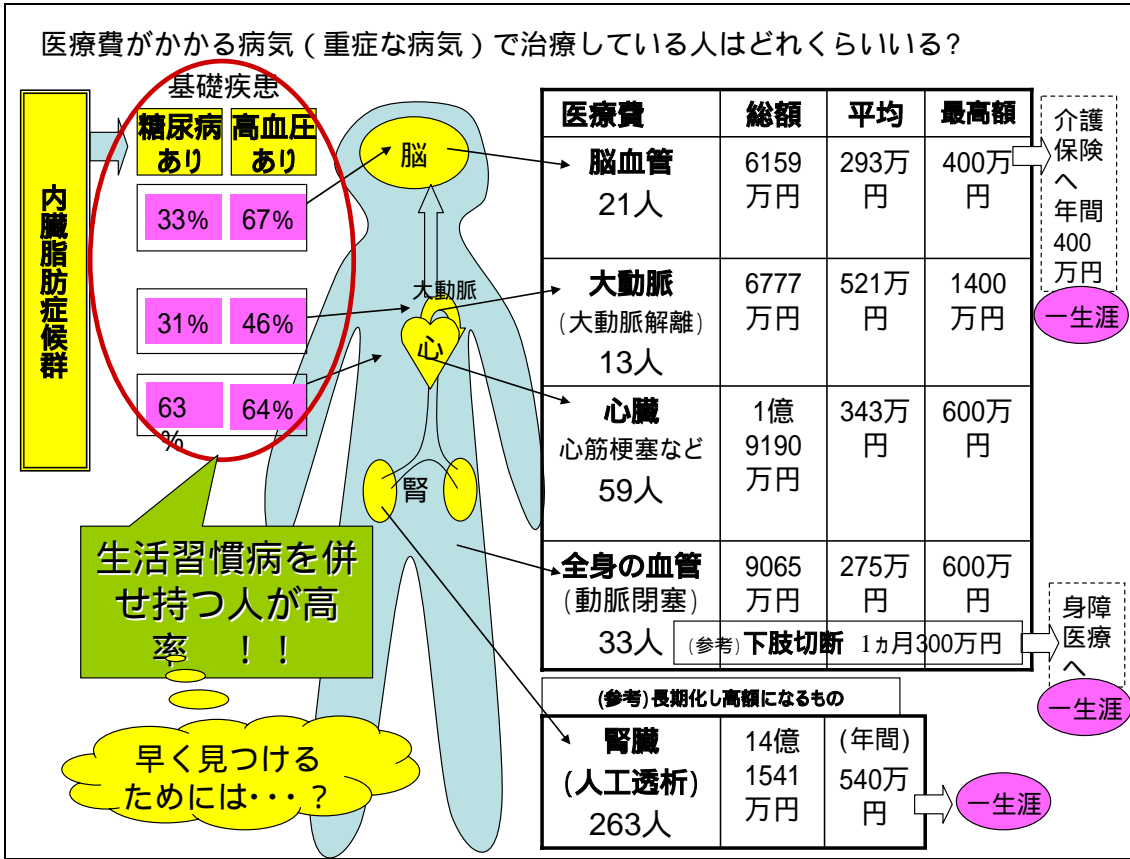 医療費がかかる病気（重症な病気）で治療している人はどれくらいいる?
内臓脂肪症候群
基礎疾患
糖尿病
あり
高血圧
あり
33%
67%
31%
46%
63
%
64%
生活習慣病を併
せ持つ人が高
率　！！
早く見つける
ためには・・・？
脳
大動脈
心
腎
医療費
総額
平均
最高額
脳血管
21人
6159
万円
293万
円
400万
円
大動脈
(大動脈解離)
13人
6777
万円
521万
円
1400
万円
心臓
心筋梗塞など
59人
1億
9190
万円
343万
円
600万
円
全身の血管
(動脈閉塞)
33人
9065
万円
275万
円
600万
円
(参考)下肢切断 1ヵ月300万円
介護
保険
へ
年間
400
万円
一生涯
身障
医療
へ
一生涯
(参考)長期化し高額になるもの
腎臓
(人工透析)
263人
14億
1541
万円
(年間)
540万
円
一生涯